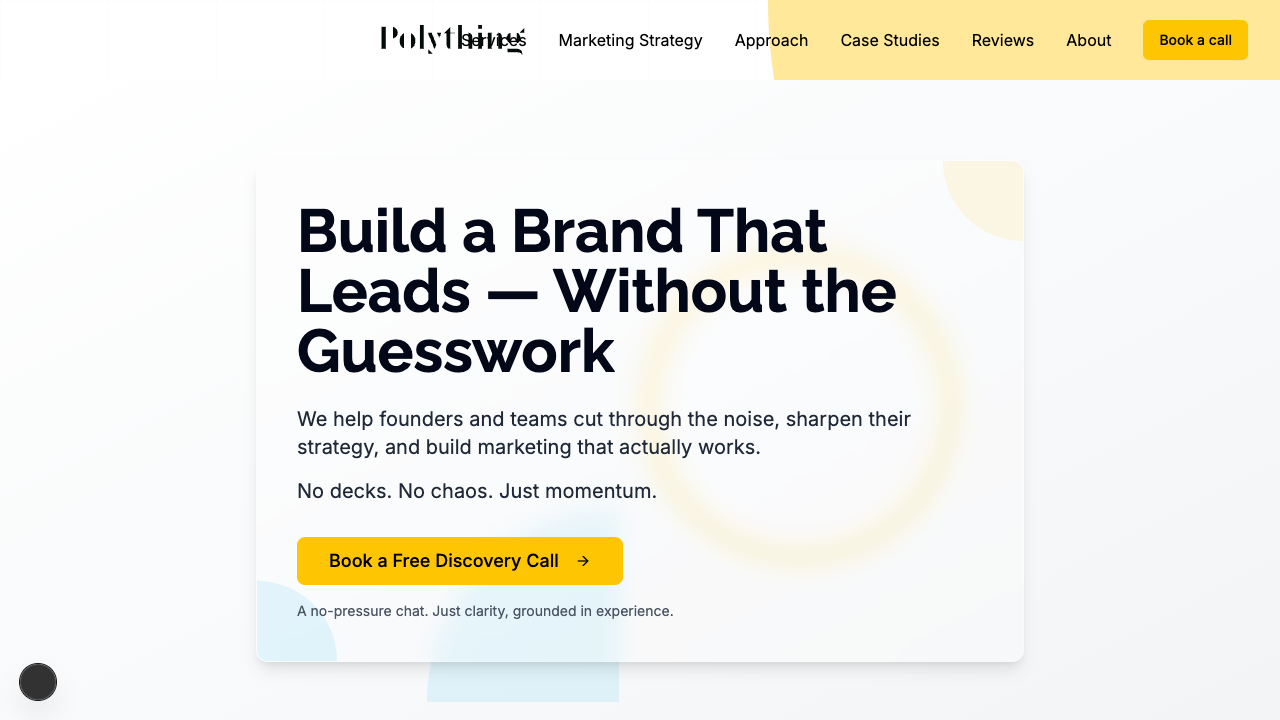 Polything
Services
Marketing Strategy
Approach
Case Studies
Reviews
About
Book a call
Build a Brand That
Leads — Without the
Guesswork
We help founders and teams cut through the noise, sharpen their
strategy, and build marketing that actually works.
No decks. No chaos. Just momentum.
Book a Free Discovery Call →
A no-pressure chat. Just clarity, grounded in experience.